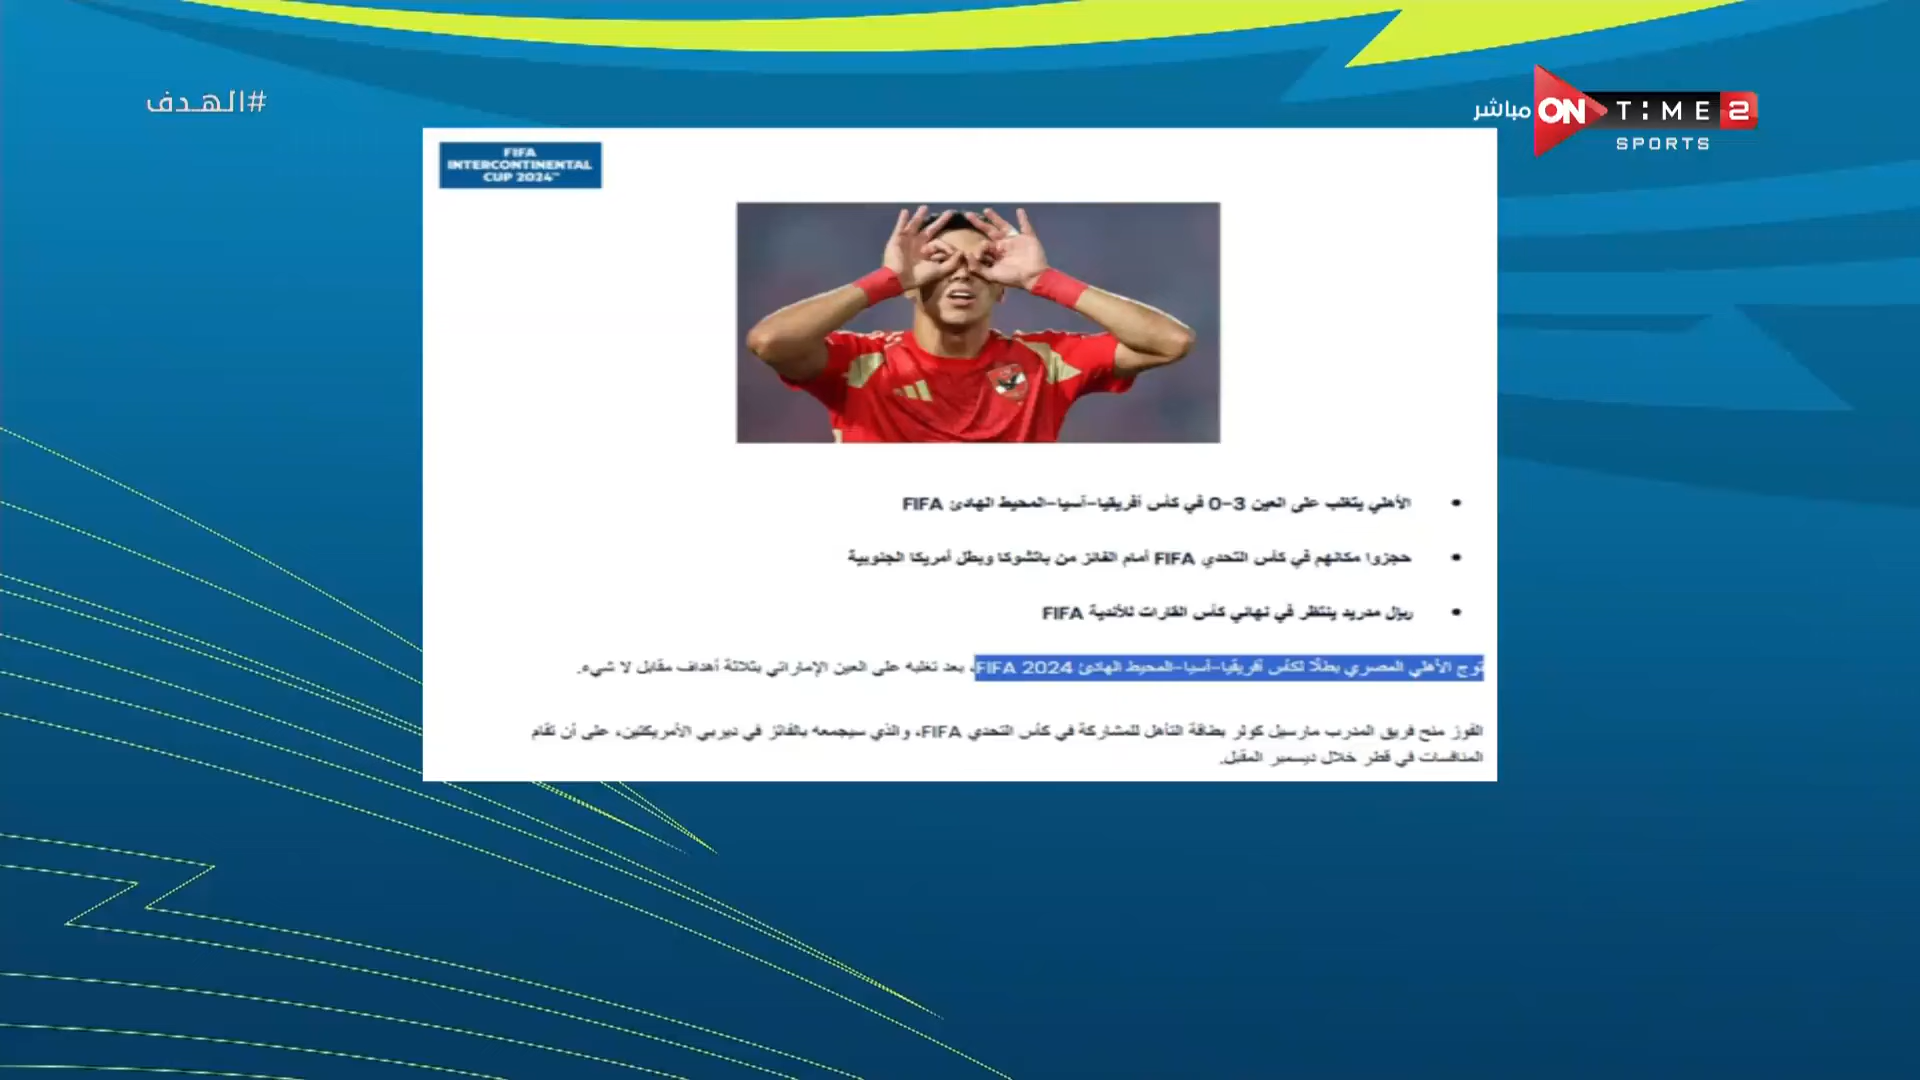 #الهدف
مباشر ON TIME 2
SPORTS
FIFA
INTERCONTINENTAL
CUP 2024™
• الأهلي يتغلب على العين 3-0 في كأس أفريقيا-آسيا-المحيط الهادئ FIFA
• حجزوا مكانهم في كأس التحدي FIFA أمام الفائز من باتشوكا وبطل أمريكا الجنوبية
• ريال مدريد ينتظر في نهائي كأس القارات للأندية FIFA
توج الأهلي المصري بطلًا لكأس أفريقيا-آسيا-المحيط الهادئ FIFA 2024، بعد تغلبه على العين الإماراتي بثلاثة أهداف مقابل لا شيء.
الفوز منح فريق المدرب مارسيل كولر بطاقة التأهل للمشاركة في كأس التحدي FIFA، والذي سيجمعه بالفائز في ديربي الأمريكتين، على أن تقام
المنافسات في قطر خلال ديسمبر المقبل.